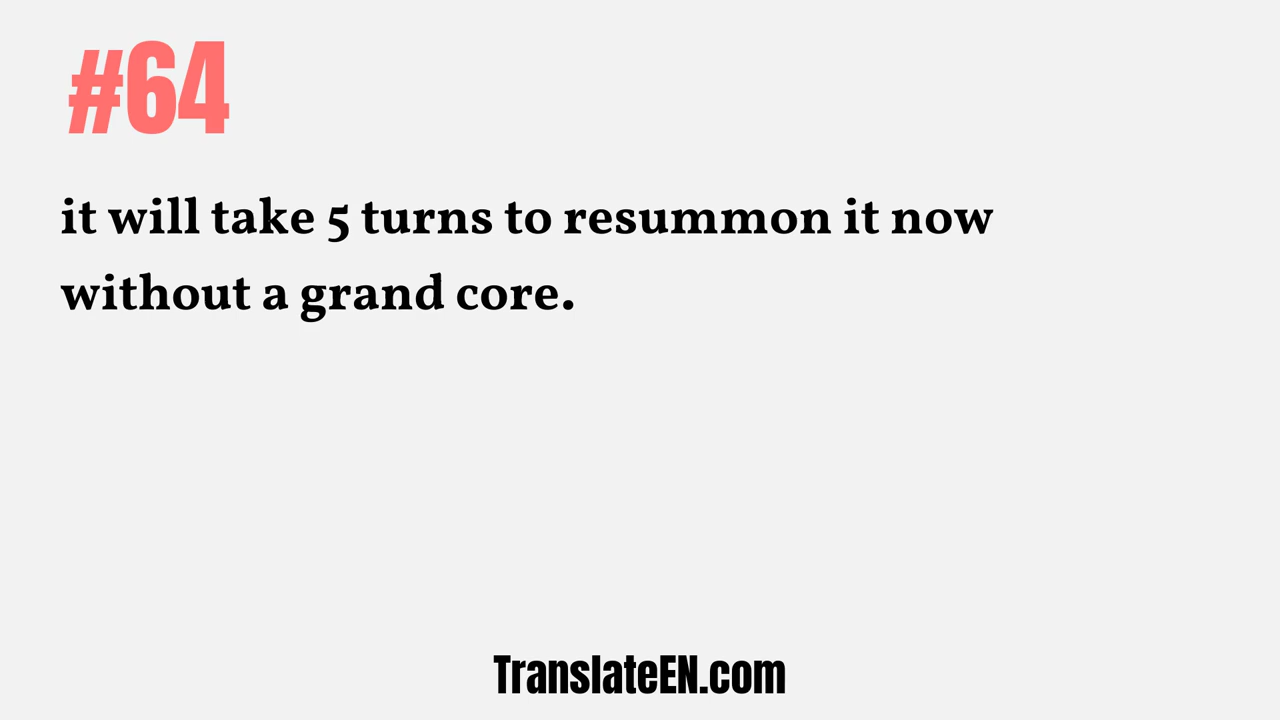 #64
it will take 5 turns to resummon it now
without a grand core.
TranslateEN.com